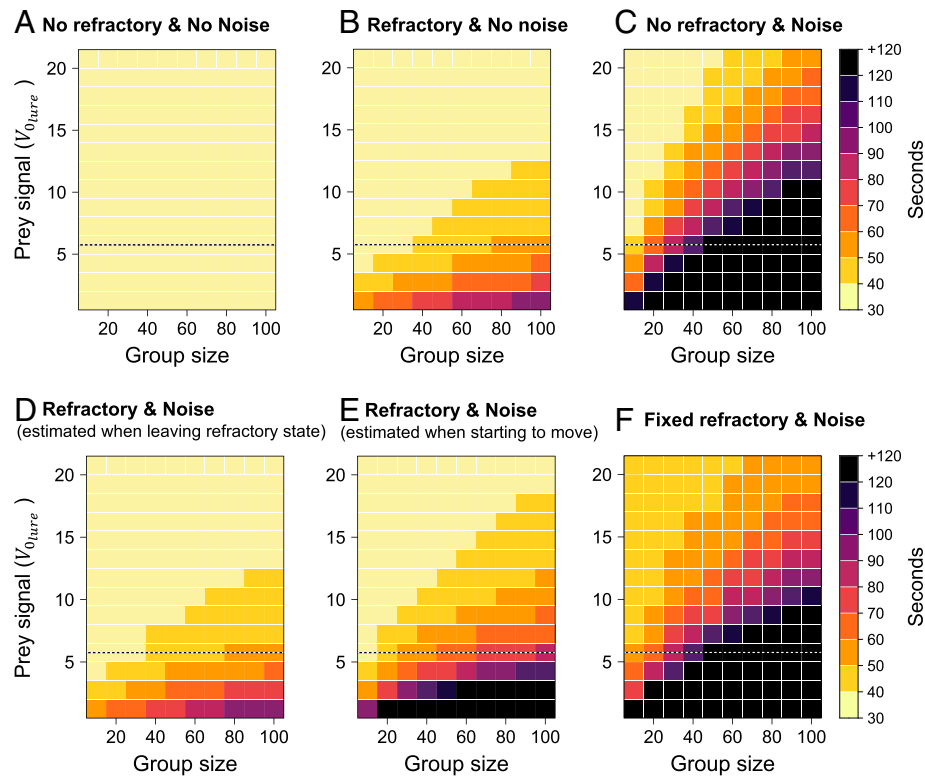 A No refractory & No Noise
B Refractory & No noise
C No refractory & Noise
Prey signal (V0lure )
20
15
10
5
20 40 60 80 100
Group size
20
15
10
5
20 40 60 80 100
Group size
20
15
10
5
20 40 60 80 100
Group size
+120
120
110
100
90
80
70
60
50
40
30
Seconds
D Refractory & Noise
(estimated when leaving refractory state)
E Refractory & Noise
(estimated when starting to move)
F Fixed refractory & Noise
Prey signal (V0lure )
20
15
10
5
20 40 60 80 100
Group size
20
15
10
5
20 40 60 80 100
Group size
20
15
10
5
20 40 60 80 100
Group size
+120
120
110
100
90
80
70
60
50
40
30
Seconds